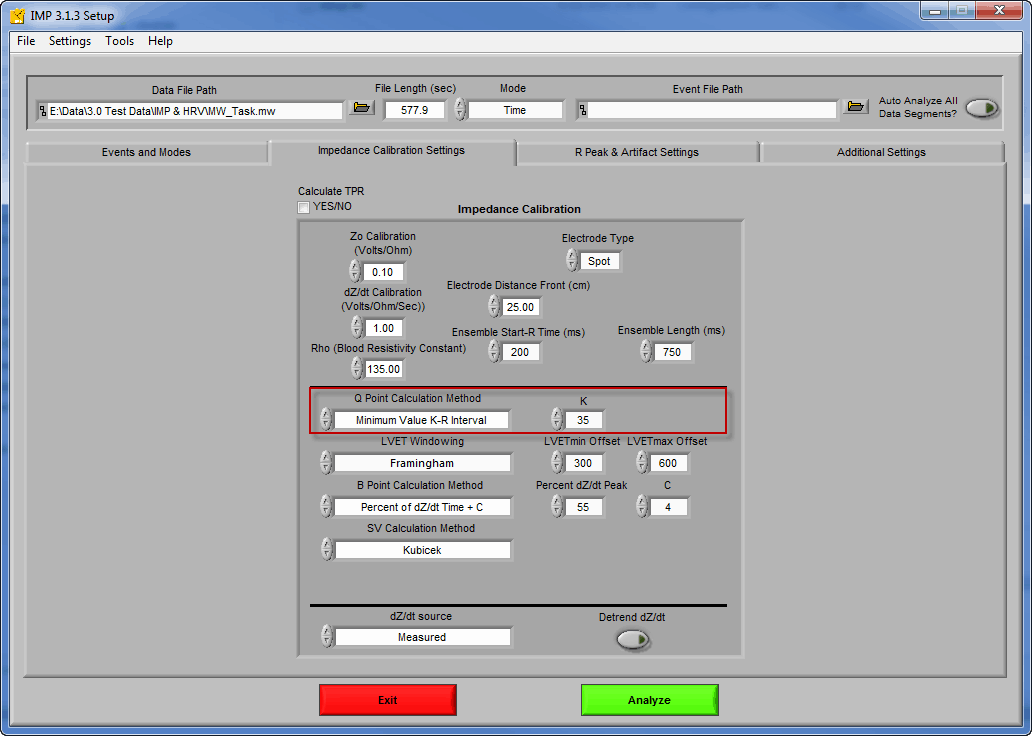 IMP 3.1.3 Setup
File Settings Tools Help
Data File Path File Length (sec) Mode Event File Path
E:\Data\3.0 Test Data\IMP & HRV\MW_Task.mw 577.9 Time
Auto Analyze All
Data Segments?
Events and Modes Impedance Calibration Settings R Peak & Artifact Settings Additional Settings
Calculate TPR
YES/NO
Impedance Calibration
Zo Calibration
(Volts/Ohm)
0.10
Electrode Type
Spot
dZ/dt Calibration
(Volts/Ohm/Sec))
1.00
Electrode Distance Front (cm)
25.00
Ensemble Start-R Time (ms)
200
Ensemble Length (ms)
750
Rho (Blood Resistivity Constant)
135.00
Q Point Calculation Method K
Minimum Value K-R Interval 35
LVET Windowing LVETmin Offset LVETmax Offset
Framingham 300 600
B Point Calculation Method Percent dZ/dt Peak C
Percent of dZ/dt Time + C 55 4
SV Calculation Method
Kubicek
dZ/dt source Detrend dZ/dt
Measured
Exit Analyze